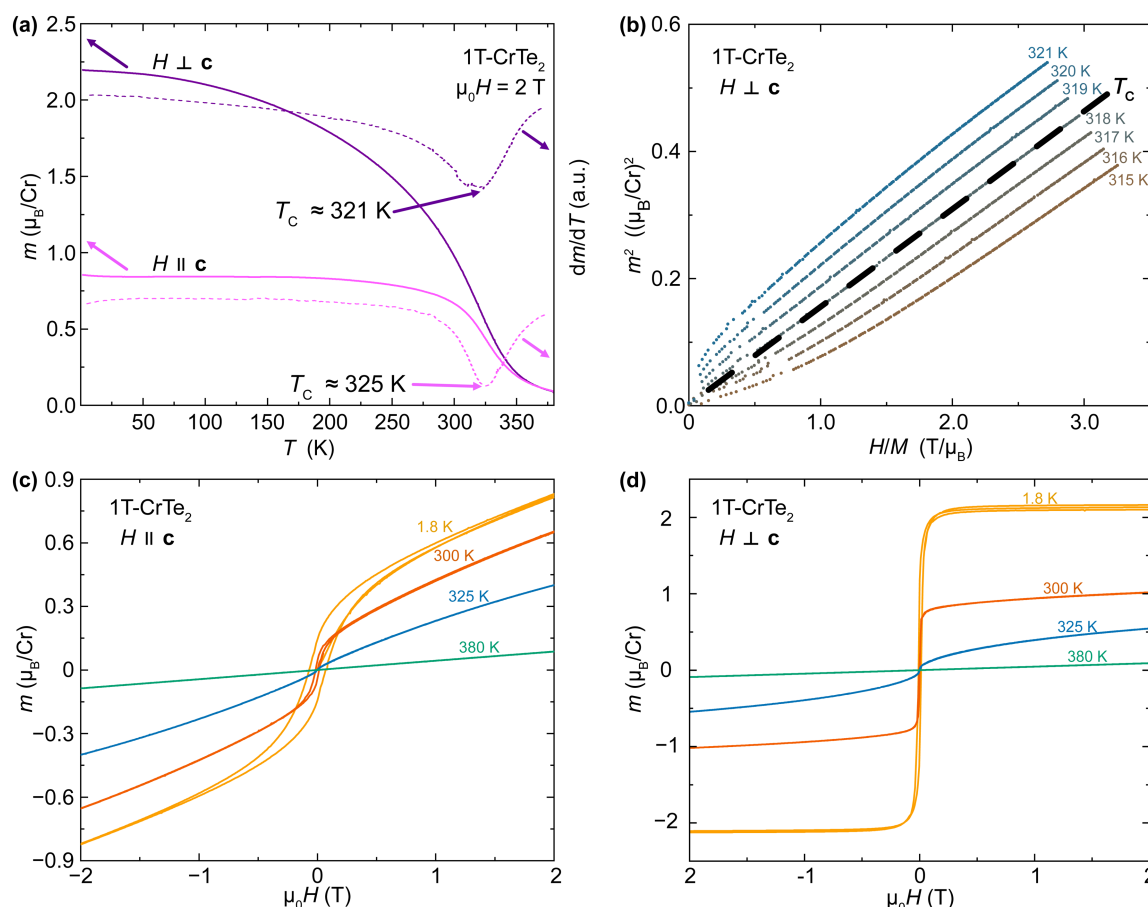 (a)
2.5
2.0
1.5
1.0
0.5
0.0
m (μB/Cr)
H ⊥ c
1T-CrTe2
μ0H = 2 T
TC ≈ 321 K
H ll c
TC ≈ 325 K
dm/dT (a.u.)
50 100 150 200 250 300 350
T (K)
(b)
0.6
0.4
0.2
0.0
m2 ((μB/Cr)2
1T-CrTe2
H ⊥ c
321 K
320 K
319 K
TC
318 K
317 K
316 K
315 K
0.0 1.0 2.0 3.0
H/M (T/μB)
(c)
0.9
0.6
0.3
0
−0.3
−0.6
−0.9
m (μB/Cr)
1T-CrTe2
H ll c
1.8 K
300 K
325 K
380 K
−2 −1 0 1 2
μ0H (T)
(d)
2
1
0
−1
−2
m (μB/Cr)
1T-CrTe2
H ⊥ c
1.8 K
300 K
325 K
380 K
−2 -1 0 1 2
μ0H (T)